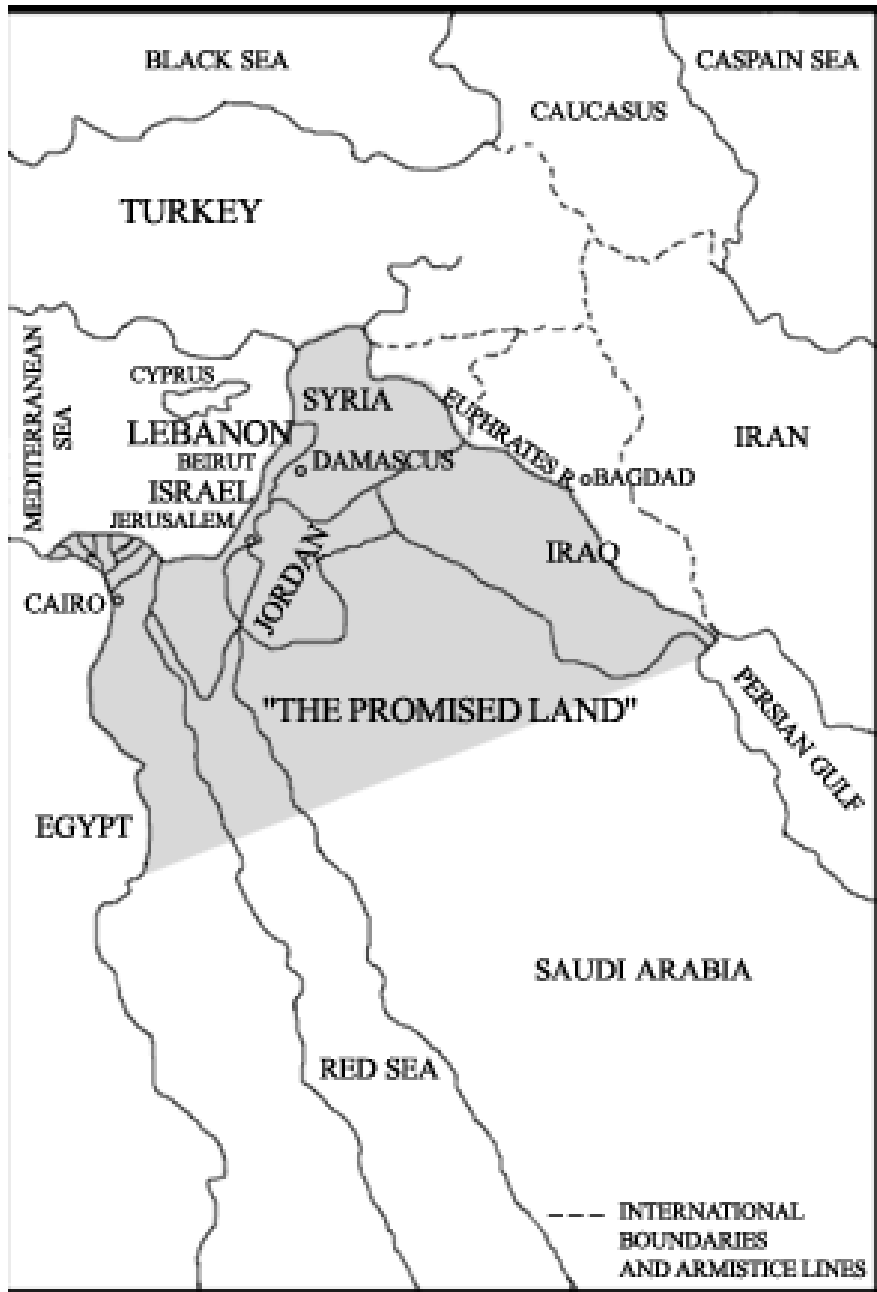 BLACK SEA
CASPAIN SEA
CAUCASUS
TURKEY
MEDITERRANEAN
SEA
CYPRUS
SYRIA
LEBANON
BEIRUT
DAMASCUS
EUPHRATES R.
BAGDAD
IRAN
ISRAEL
JERUSALEM
IRAQ
JORDAN
CAIRO
"THE PROMISED LAND"
PERSIAN GULF
EGYPT
SAUDI ARABIA
RED SEA
INTERNATIONAL
BOUNDARIES
AND ARMISTICE LINES